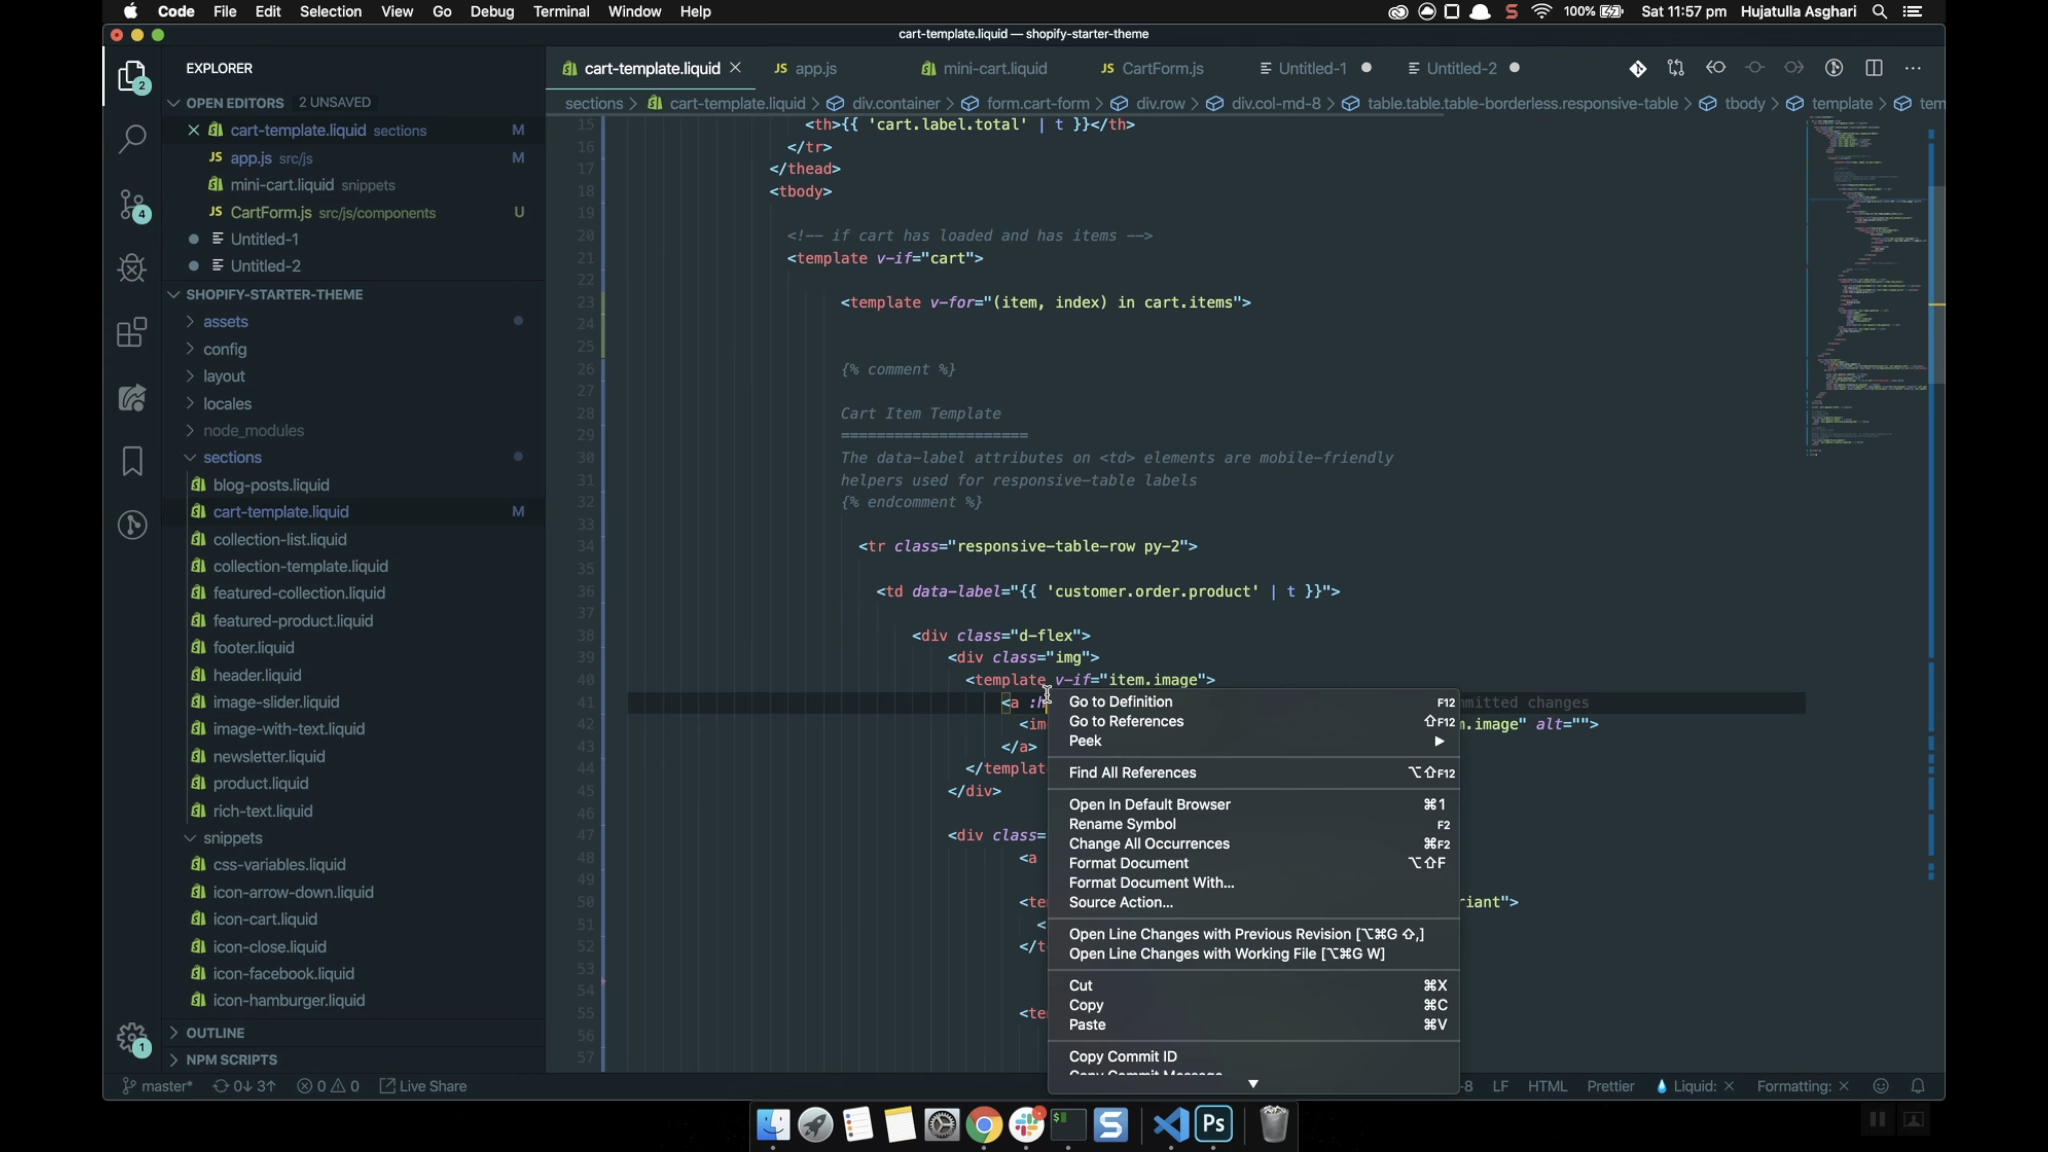 Code File Edit Selection View Go Debug Terminal Window Help
100% Sat 11:57 pm Hujatulla Asghari
cart-template.liquid — shopify-starter-theme
EXPLORER
OPEN EDITORS 2 UNSAVED
cart-template.liquid sections M
JS app.js src/js M
mini-cart.liquid snippets
JS CartForm.js src/js/components U
Untitled-1
Untitled-2
SHOPIFY-STARTER-THEME
assets
config
layout
locales
node_modules
sections
blog-posts.liquid
cart-template.liquid M
collection-list.liquid
collection-template.liquid
featured-collection.liquid
featured-product.liquid
footer.liquid
header.liquid
image-slider.liquid
image-with-text.liquid
newsletter.liquid
product.liquid
rich-text.liquid
snippets
css-variables.liquid
icon-arrow-down.liquid
icon-cart.liquid
icon-close.liquid
icon-facebook.liquid
icon-hamburger.liquid
OUTLINE
NPM SCRIPTS
2
4
1
cart-template.liquid JS app.js mini-cart.liquid JS CartForm.js Untitled-1 Untitled-2
sections > cart-template.liquid > div.container > form.cart-form > div.row > div.col-md-8 > table.table.table-borderless.responsive-table > tbody > template > tem
15 <th>{{ 'cart.label.total' | t }}</th>
16 </tr>
17 </thead>
18 <tbody>
19
20 <!-- if cart has loaded and has items -->
21 <template v-if="cart">
22
23 <template v-for="(item, index) in cart.items">
24
25
26 {% comment %}
27
28 Cart Item Template
29 =====================
30 The data-label attributes on <td> elements are mobile-friendly
31 helpers used for responsive-table labels
32 {% endcomment %}
33
34 <tr class="responsive-table-row py-2">
35
36 <td data-label="{{ 'customer.order.product' | t }}">
37
38 <div class="d-flex">
39 <div class="img">
40 <template v-if="item.image">
41 <a :h mmitted changes
42 <im m.image" alt="">
43 </a>
44 </templat
45 </div>
46
47 <div class=
48 <a
49
50 <te riant">
51 <
52 </t
53
54
55 <te
56
57
Go to Definition F12
Go to References ⇧F12
Peek ▶
Find All References ⌥⇧F12
Open In Default Browser ⌘1
Rename Symbol F2
Change All Occurrences ⌘F2
Format Document ⌥⇧F
Format Document With...
Source Action...
Open Line Changes with Previous Revision [⌥⌘G ⇧,]
Open Line Changes with Working File [⌥⌘G W]
Cut ⌘X
Copy ⌘C
Paste ⌘V
Copy Commit ID
Copy Commit Message
master* 0↓ 3↑ 0 0 Live Share
-8 LF HTML Prettier Liquid: × Formatting: ×
$
S
Ps